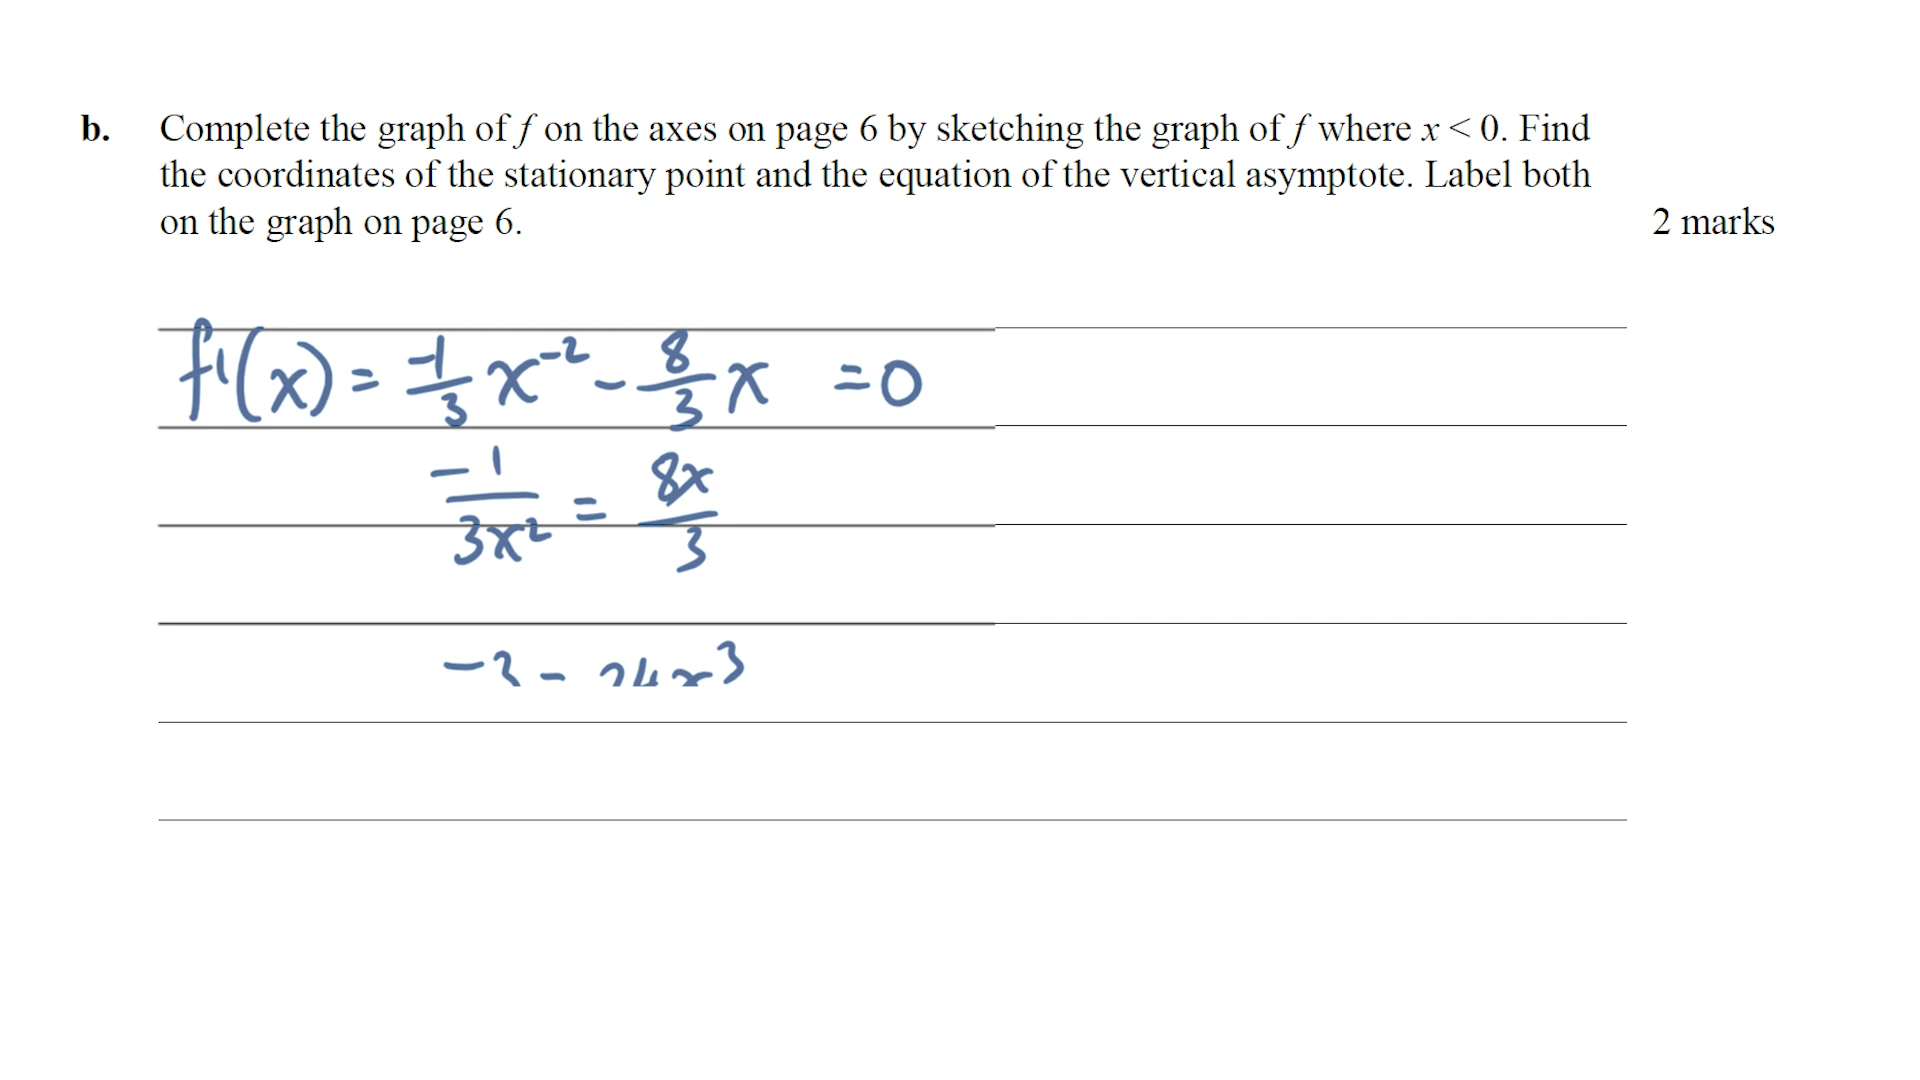 b. Complete the graph of f on the axes on page 6 by sketching the graph of f where x < 0. Find
the coordinates of the stationary point and the equation of the vertical asymptote. Label both
on the graph on page 6. 2 marks
f'(x) = -1/3 x⁻² - 8/3 x = 0
-1/3x² = 8x/3